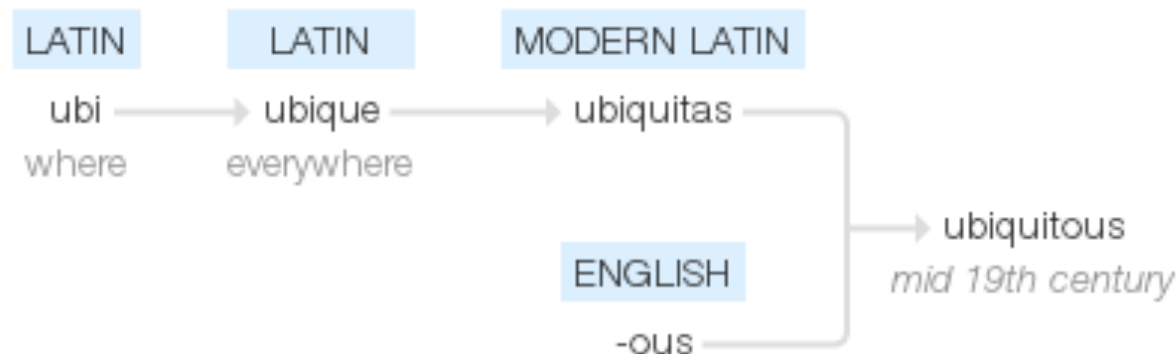 LATIN LATIN MODERN LATIN
ubi ubique ubiquitas
where everywhere
ubiquitous
ENGLISH mid 19th century
-ous